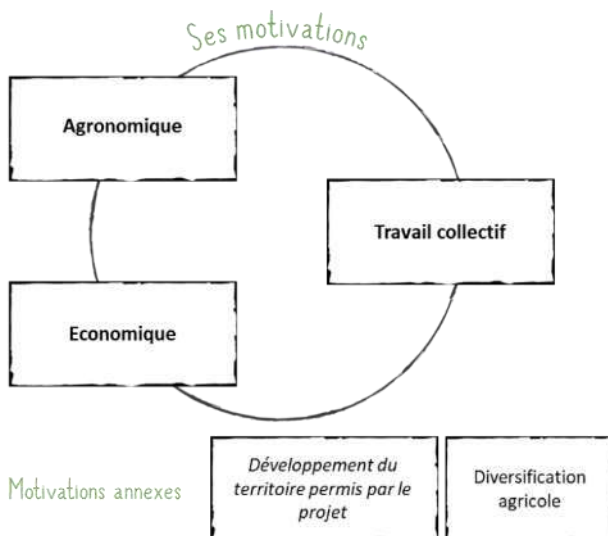 Ses motivations
Agronomique
Travail collectif
Economique
Motivations annexes
Développement du
territoire permis par le
projet
Diversification
agricole